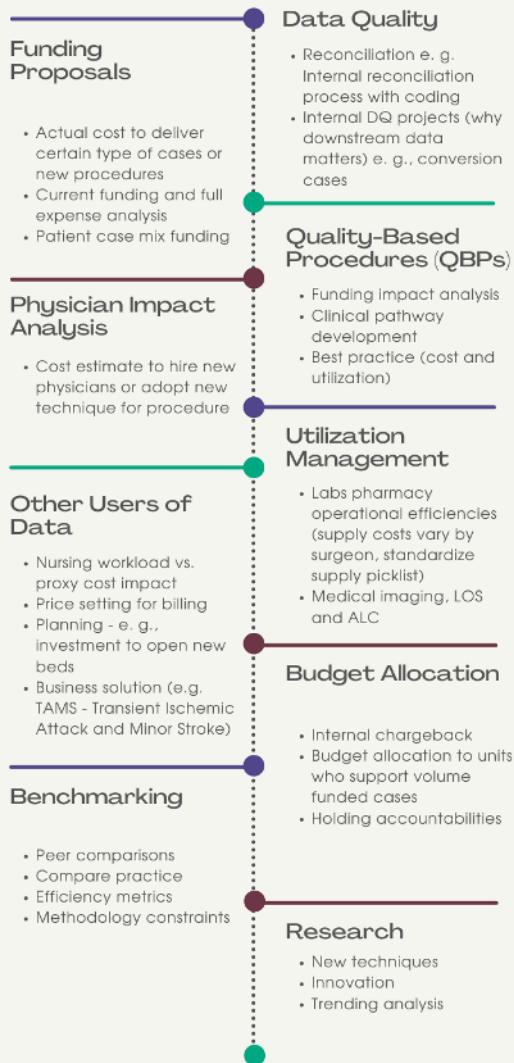 Data Quality
• Reconciliation e. g.
Internal reconciliation
process with coding
• Internal DQ projects (why
downstream data
matters) e. g., conversion
cases
Funding
Proposals
• Actual cost to deliver
certain type of cases or
new procedures
• Current funding and full
expense analysis
• Patient case mix funding
Quality-Based
Procedures (QBPs)
• Funding impact analysis
• Clinical pathway
development
• Best practice (cost and
utilization)
Physician Impact
Analysis
• Cost estimate to hire new
physicians or adopt new
technique for procedure
Utilization
Management
• Labs pharmacy
operational efficiencies
(supply costs vary by
surgeon, standardize
supply picklist)
• Medical imaging, LOS
and ALC
Other Users of
Data
• Nursing workload vs.
proxy cost impact
• Price setting for billing
• Planning - e. g.,
investment to open new
beds
• Business solution (e.g.
TAMS - Transient Ischemic
Attack and Minor Stroke)
Budget Allocation
• Internal chargeback
• Budget allocation to units
who support volume
funded cases
• Holding accountabilities
Benchmarking
• Peer comparisons
• Compare practice
• Efficiency metrics
• Methodology constraints
Research
• New techniques
• Innovation
• Trending analysis